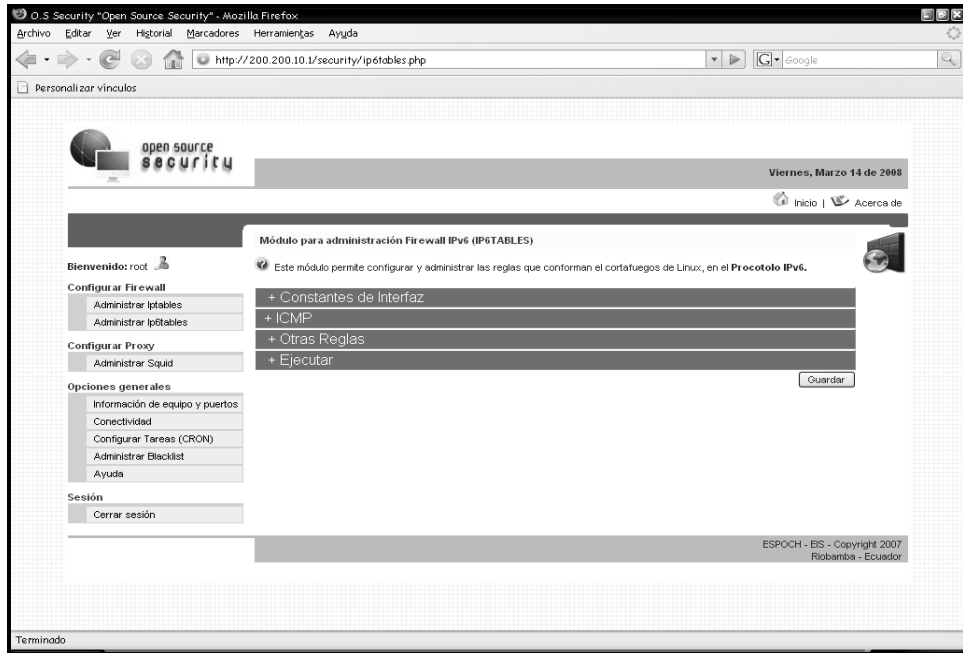 O.S Security "Open Source Security" - Mozilla Firefox
Archivo Editar Ver Historial Marcadores Herramientas Ayuda
http://200.200.10.1/security/ip6tables.php
G Google
Personalizar vínculos
open source
security
Viernes, Marzo 14 de 2008
Inicio | Acerca de
Módulo para administración Firewall IPv6 (IP6TABLES)
Bienvenido: root
Este módulo permite configurar y administrar las reglas que conforman el cortafuegos de Linux, en el Procotolo IPv6.
Configurar Firewall
Administrar Iptables
Administrar Ip6tables
Configurar Proxy
Administrar Squid
Opciones generales
Información de equipo y puertos
Conectividad
Configurar Tareas (CRON)
Administrar Blacklist
Ayuda
Sesión
Cerrar sesión
+ Constantes de Interfaz
+ ICMP
+ Otras Reglas
+ Ejecutar
Guardar
ESPOCH - EIS - Copyright 2007
Riobamba - Ecuador
Terminado